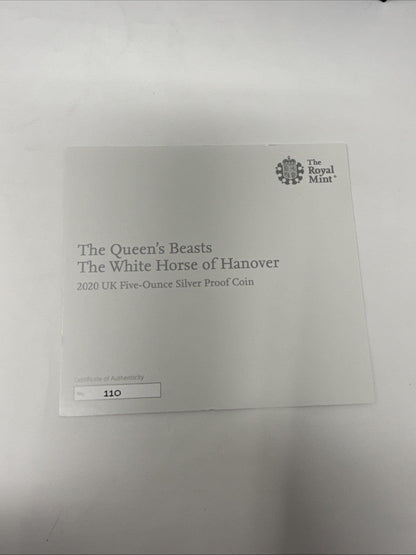 The
Royal
Mint
The Queen's Beasts
The White Horse of Hanover
2020 UK Five-Ounce Silver Proof Coin
Certificate of Authenticity
No. 110